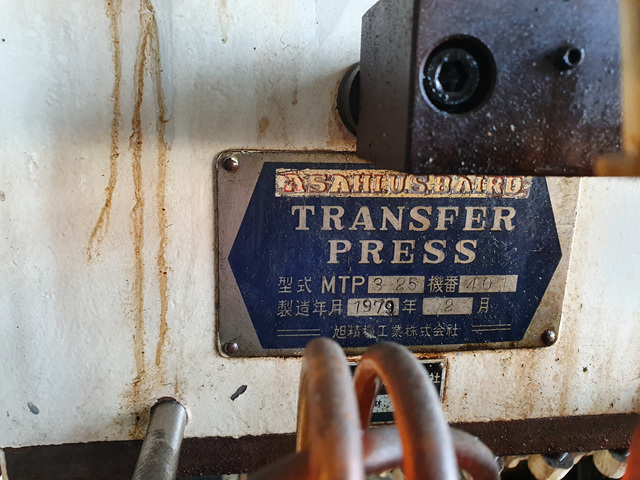 ASAHI U.S.BAIRD
TRANSFER
PRESS
型式 MTP 3-25 機番 401
製造年月 1979 年 2 月
旭精機工業株式会社